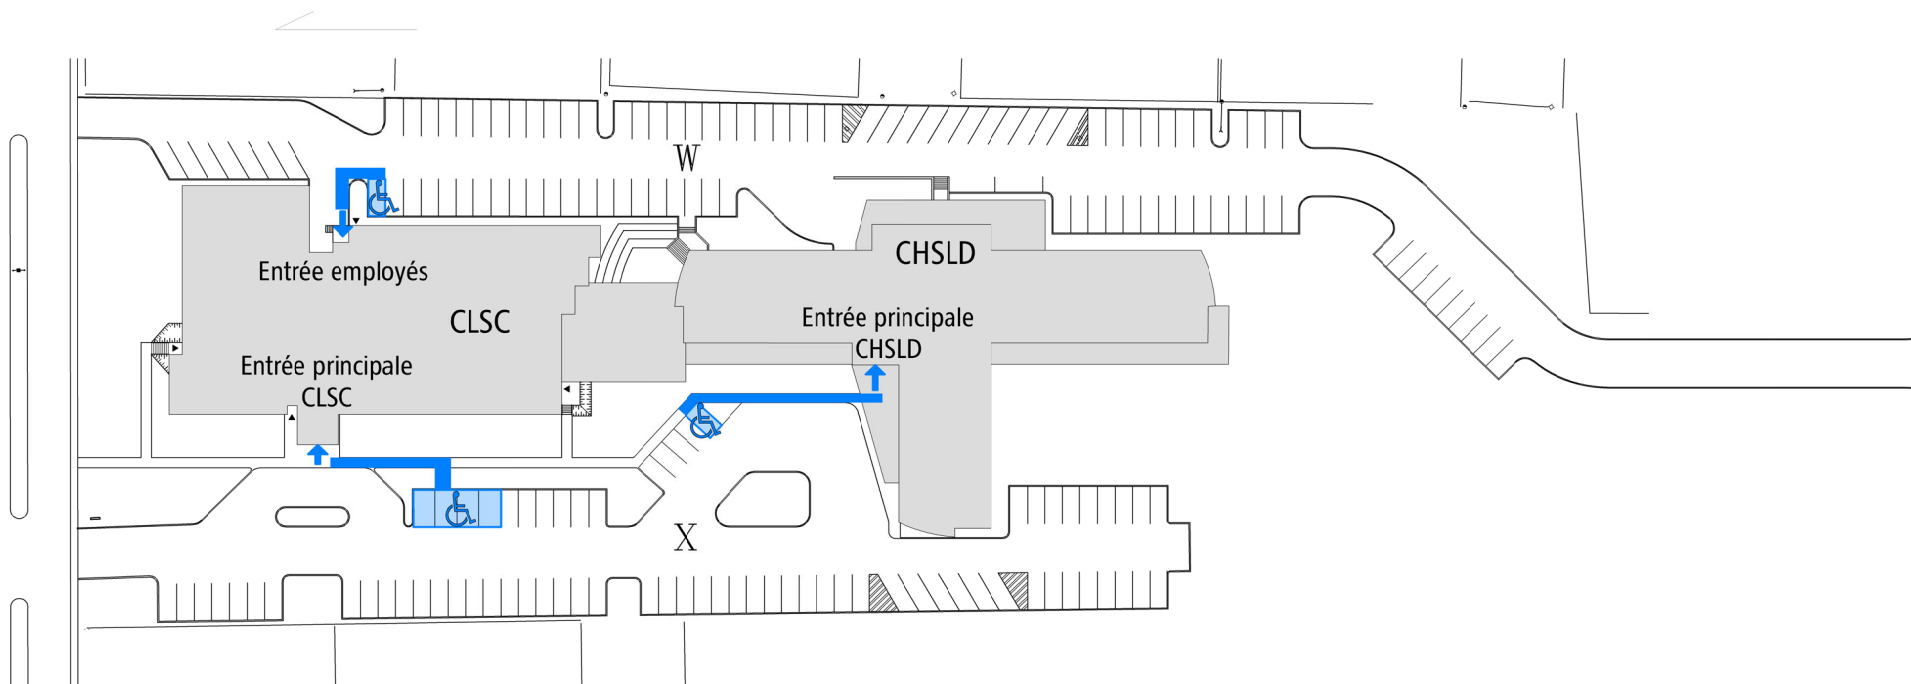 W
CHSLD
Entrée employés
CLSC
Entrée principale
CHSLD
Entrée principale
CLSC
X